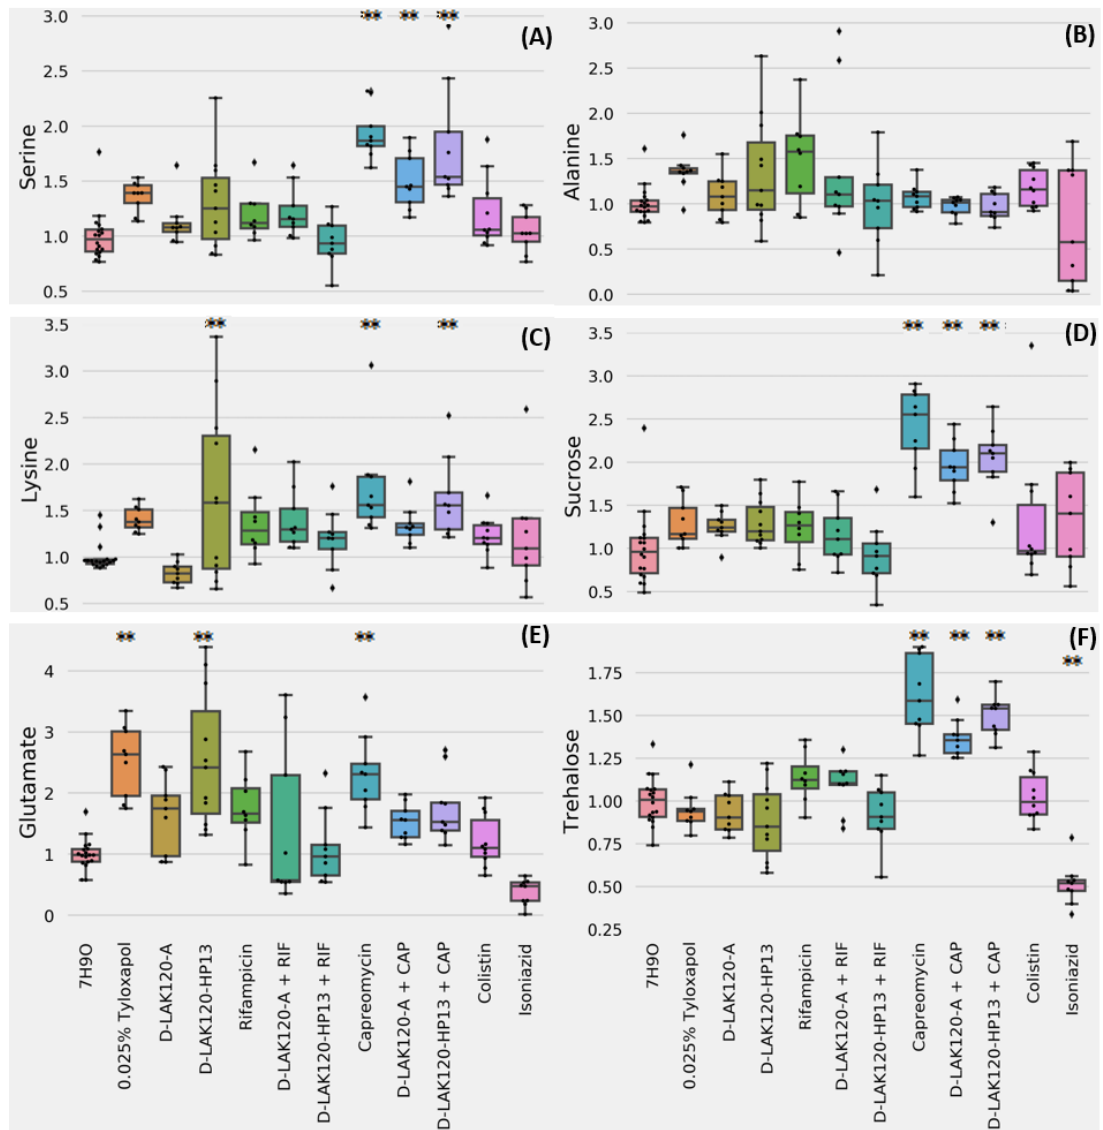 3.0 2.5 2.0 1.5 1.0 0.5
Serine
** ** **
(A)
3.0 2.5 2.0 1.5 1.0 0.5 0.0
Alanine
(B)
3.5 3.0 2.5 2.0 1.5 1.0 0.5
Lysine
** ** **
(C)
3.5 3.0 2.5 2.0 1.5 1.0 0.5
Sucrose
** ** **
(D)
4 3 2 1 0
Glutamate
** ** **
(E)
1.75 1.50 1.25 1.00 0.75 0.50 0.25
Trehalose
** ** ** **
(F)
7H9O
0.025% Tyloxapol
D-LAK120-A
D-LAK120-HP13
Rifampicin
D-LAK120-A + RIF
D-LAK120-HP13 + RIF
Capreomycin
D-LAK120-A + CAP
D-LAK120-HP13 + CAP
Colistin
Isoniazid
7H9O
0.025% Tyloxapol
D-LAK120-A
D-LAK120-HP13
Rifampicin
D-LAK120-A + RIF
D-LAK120-HP13 + RIF
Capreomycin
D-LAK120-A + CAP
D-LAK120-HP13 + CAP
Colistin
Isoniazid